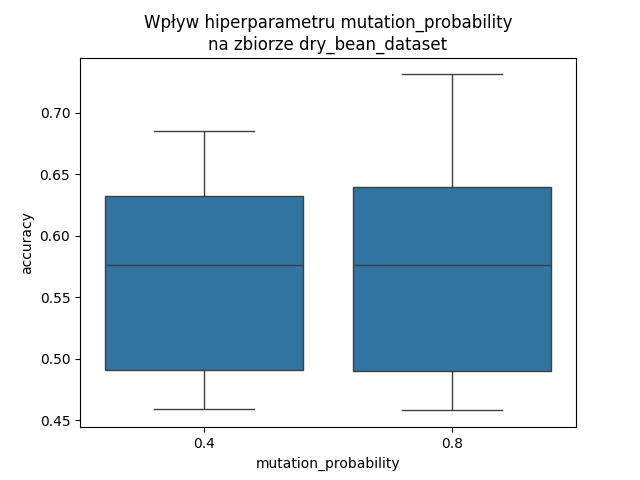 Wpływ hiperparametru mutation_probability
na zbiorze dry_bean_dataset
0.70
0.65
0.60
0.55
0.50
0.45
accuracy
0.4
0.8
mutation_probability